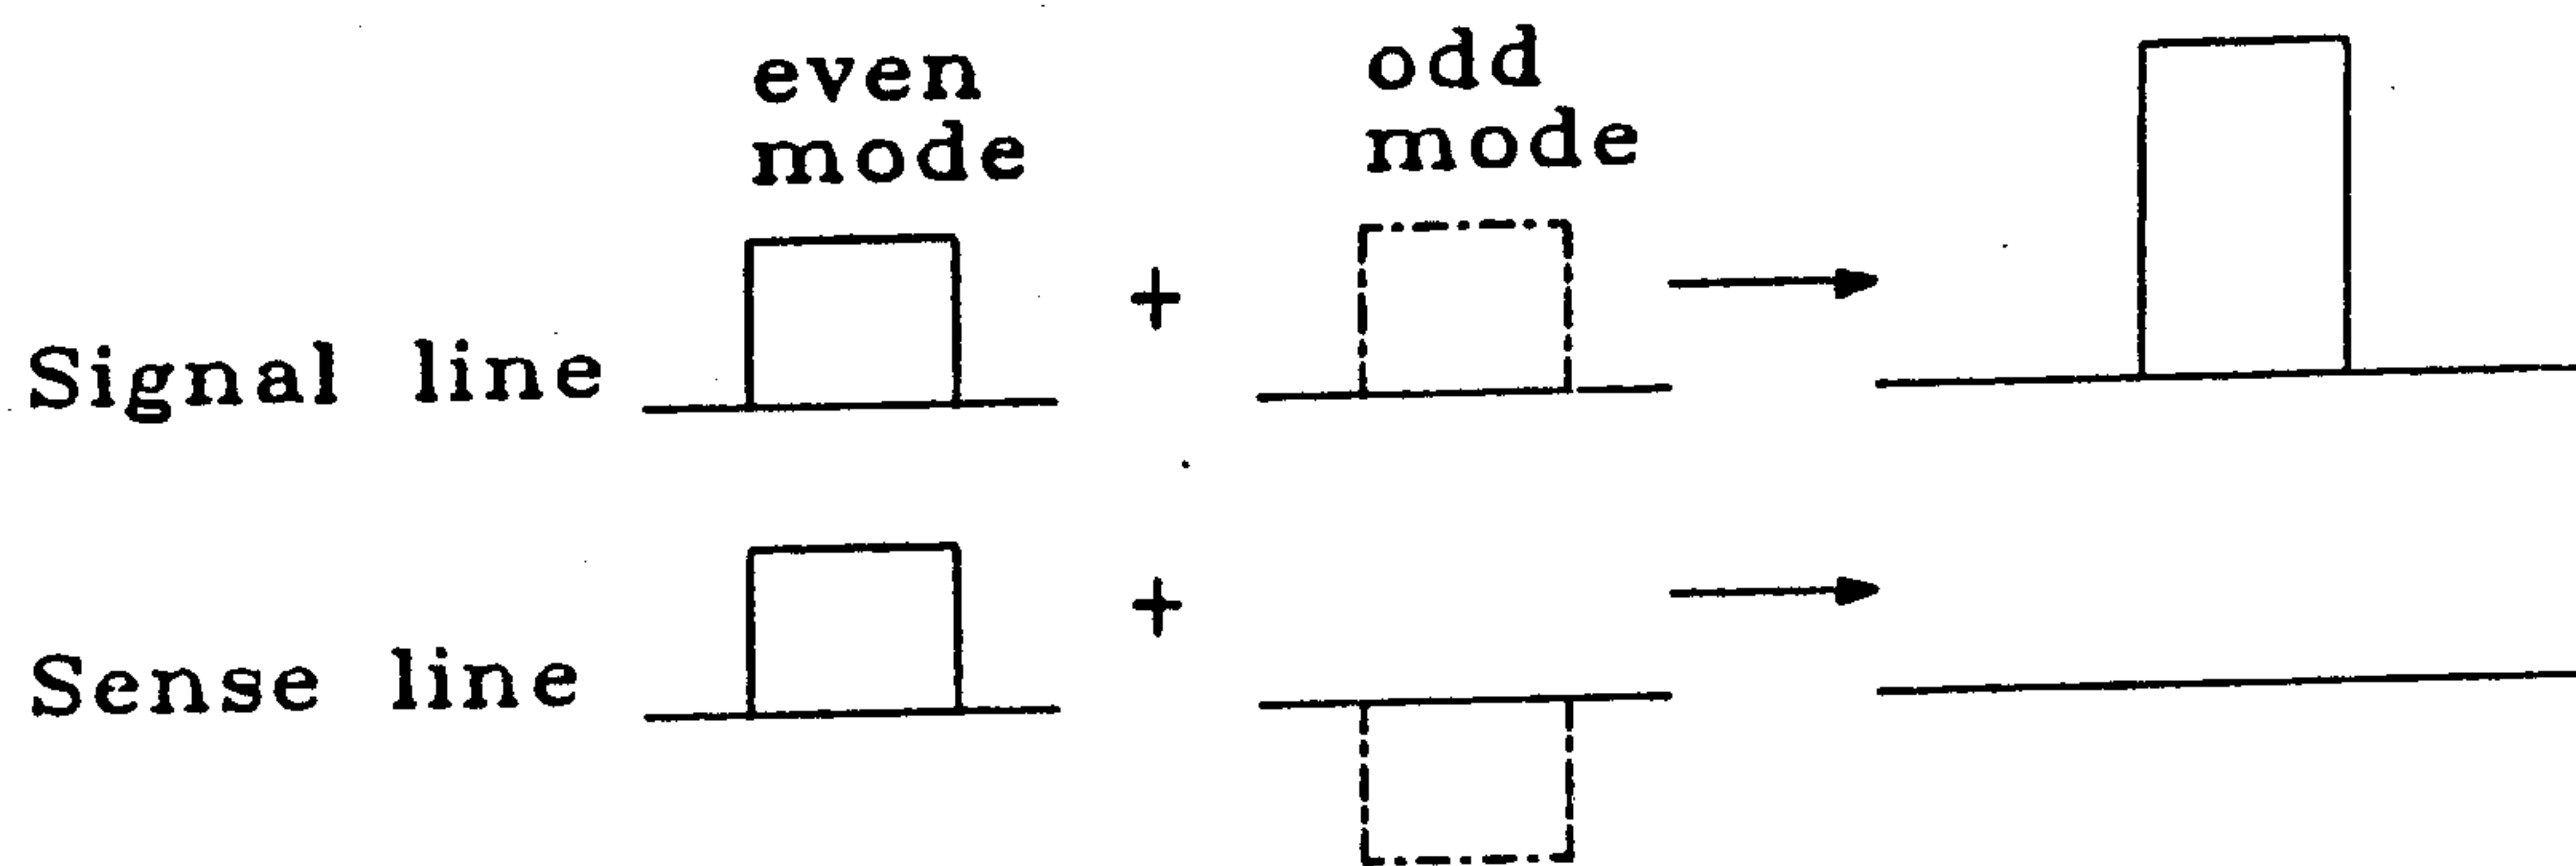 even
mode
odd
mode
+
Signal line
+
Sense line